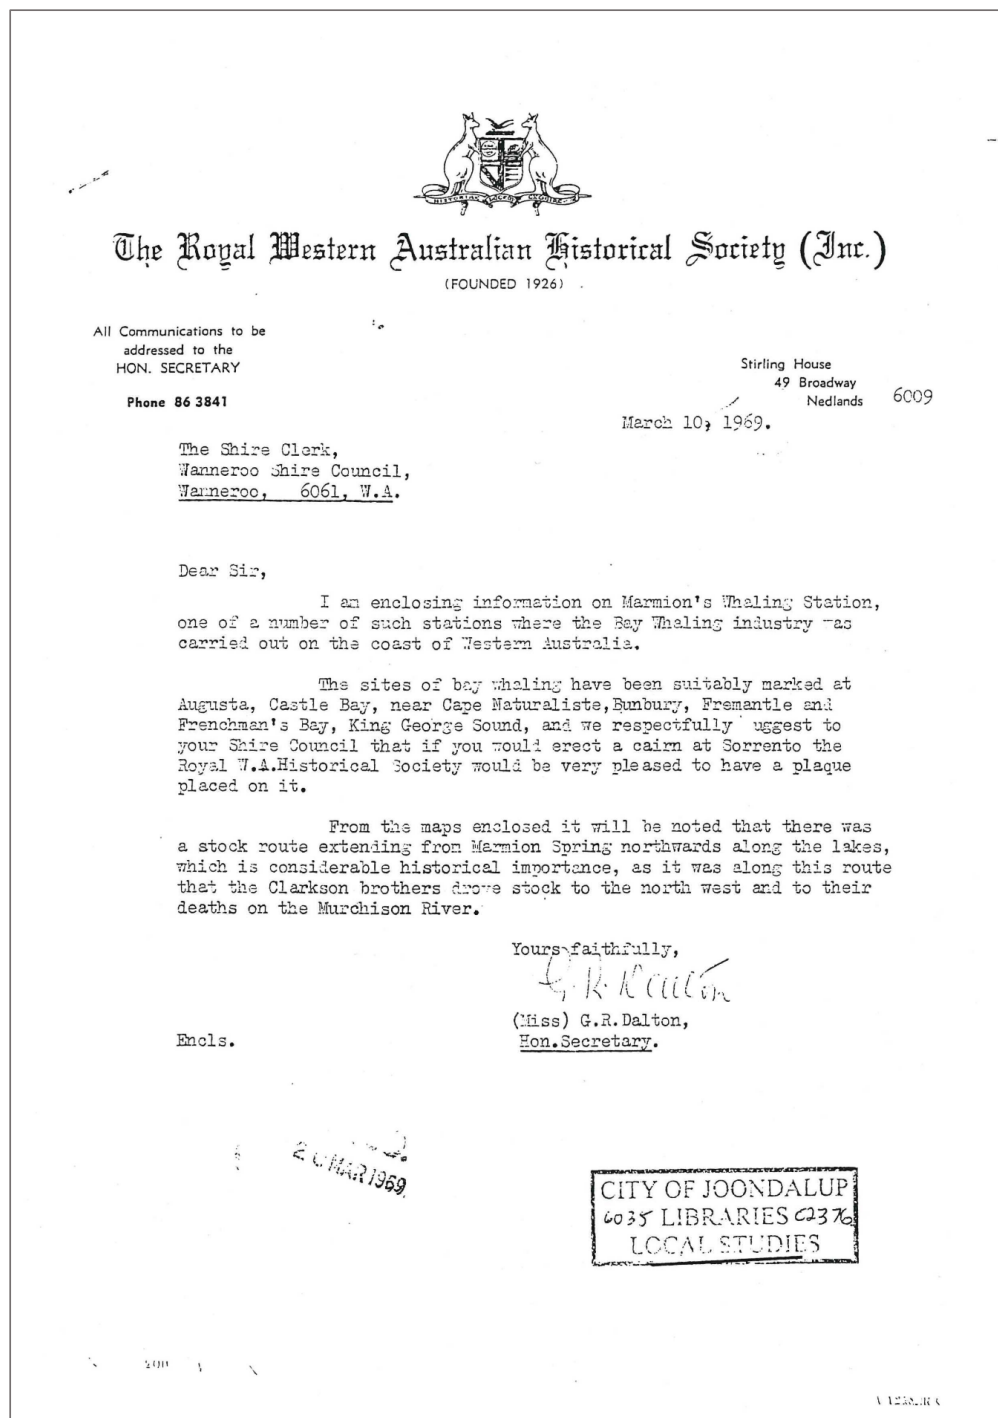 The Royal Western Australian Historical Society (Inc.)
(FOUNDED 1926)
All Communications to be
addressed to the
HON. SECRETARY
Phone 86 3841
Stirling House
49 Broadway
Nedlands 6009
March 10, 1969.
The Shire Clerk,
Wanneroo Shire Council,
Wanneroo, 6061, W.A.
Dear Sir,
I am enclosing information on Marmion's Whaling Station,
one of a number of such stations where the Bay Whaling industry was
carried out on the coast of Western Australia.
The sites of bay whaling have been suitably marked at
Augusta, Castle Bay, near Cape Naturaliste,Bunbury, Fremantle and
Frenchman's Bay, King George Sound, and we respectfully uggest to
your Shire Council that if you would erect a cairn at Sorrento the
Royal W.A.Historical Society would be very pleased to have a plaque
placed on it.
From the maps enclosed it will be noted that there was
a stock route extending from Marmion Spring northwards along the lakes,
which is considerable historical importance, as it was along this route
that the Clarkson brothers drove stock to the north west and to their
deaths on the Murchison River.
Yours faithfully,
G.R. Dalton
(Miss) G.R.Dalton,
Hon.Secretary.
Encls.
MAR 1969
CITY OF JOONDALUP
6035 LIBRARIES C2376
LOCAL STUDIES